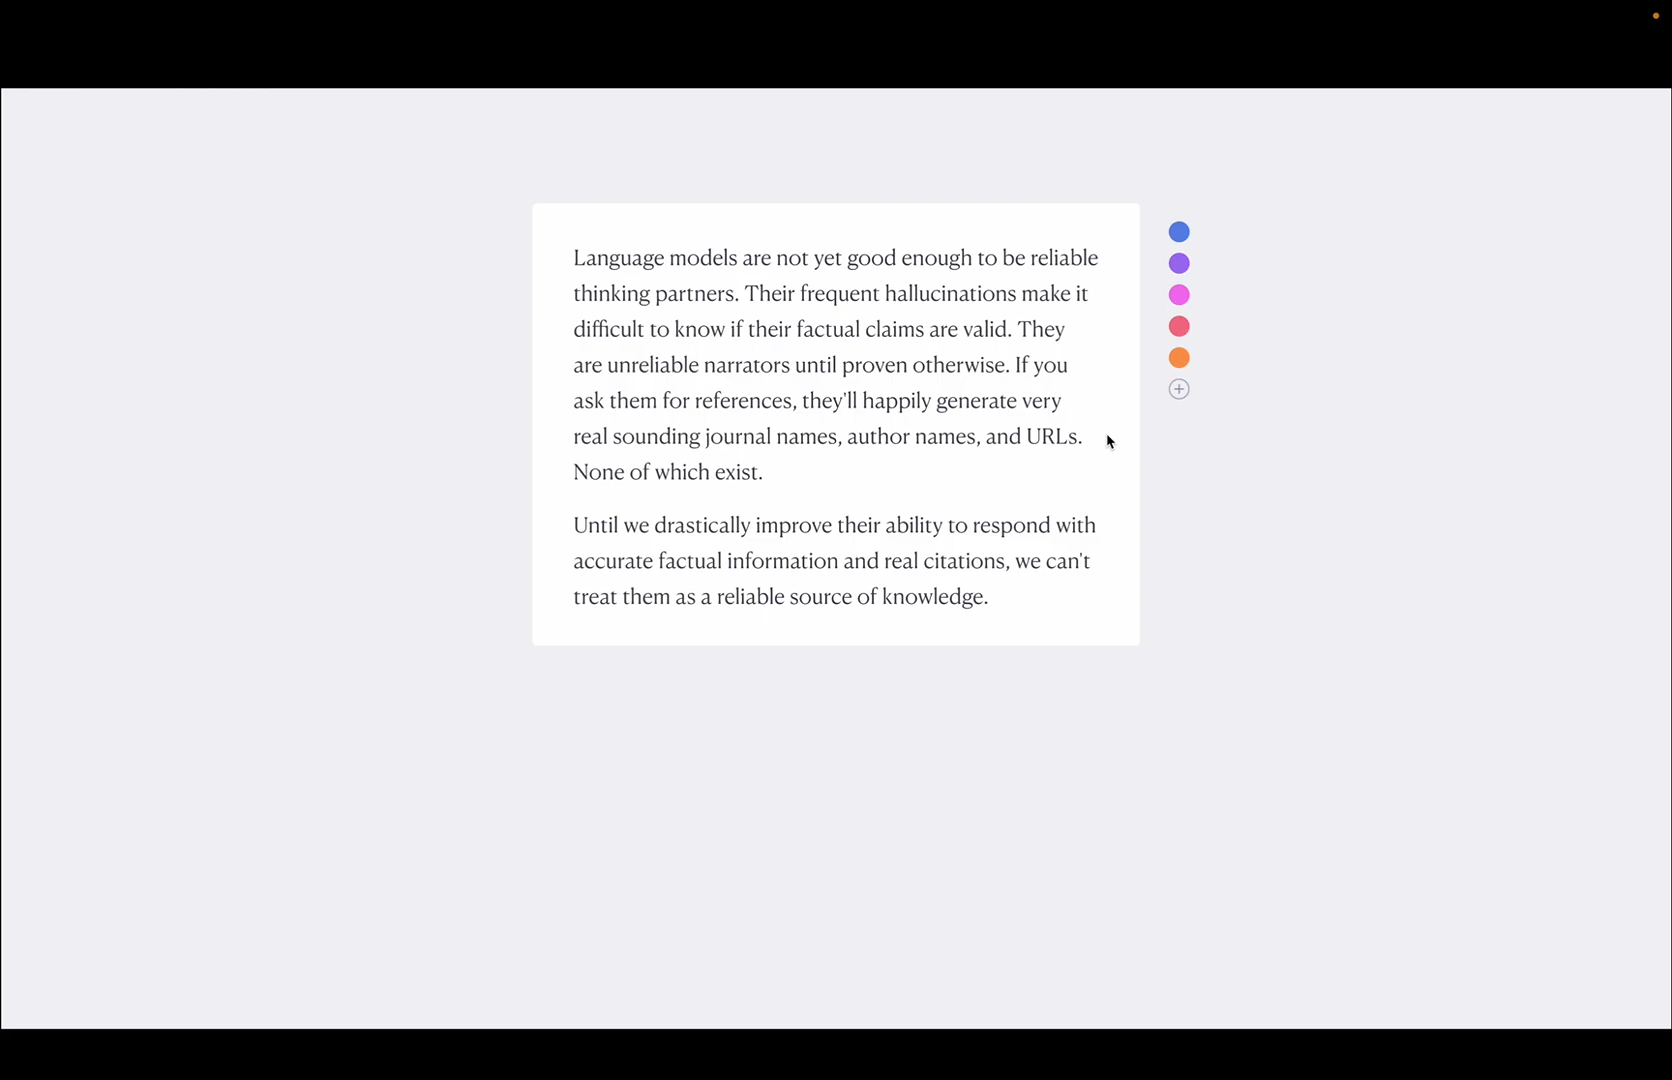 Language models are not yet good enough to be reliable
thinking partners. Their frequent hallucinations make it
difficult to know if their factual claims are valid. They
are unreliable narrators until proven otherwise. If you
ask them for references, they'll happily generate very
real sounding journal names, author names, and URLs.
None of which exist.
Until we drastically improve their ability to respond with
accurate factual information and real citations, we can't
treat them as a reliable source of knowledge.